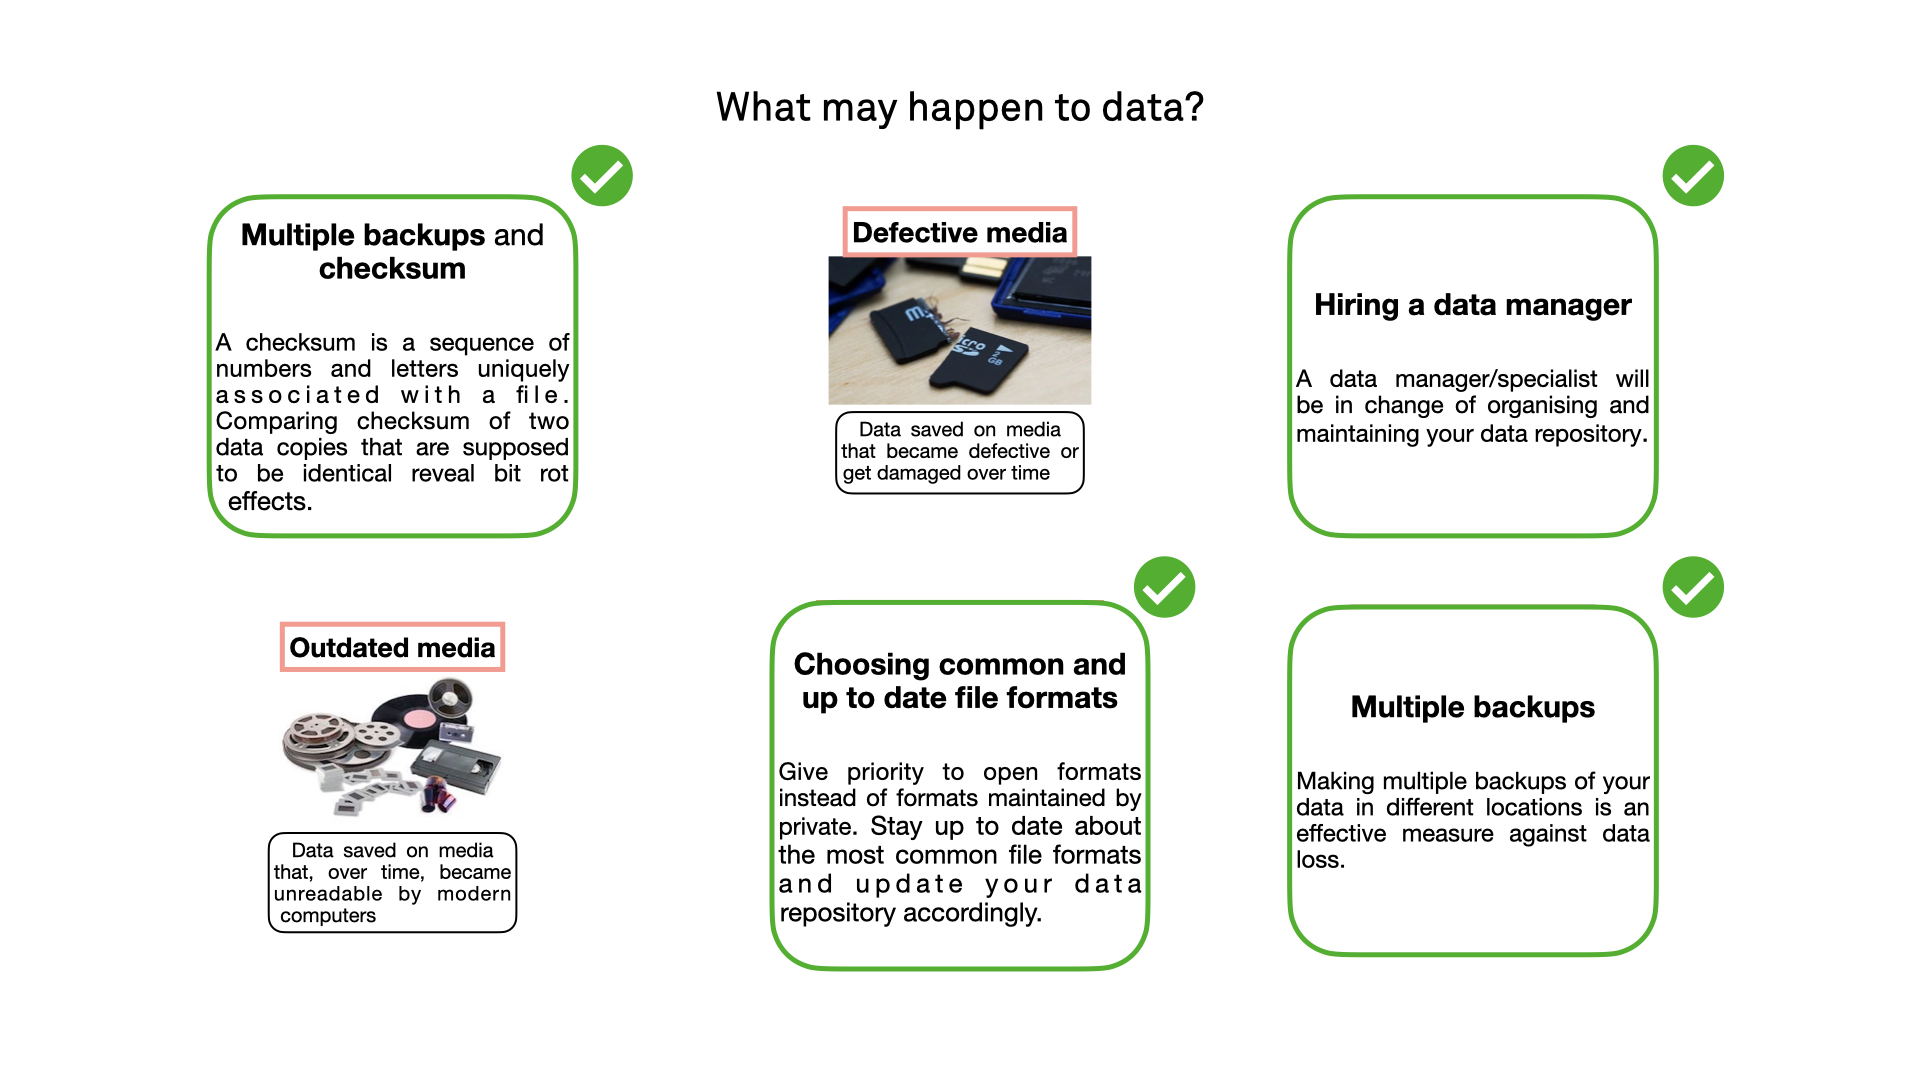 What may happen to data?
Multiple backups and
checksum
A checksum is a sequence of
numbers and letters uniquely
associated with a file.
Comparing checksum of two
data copies that are supposed
to be identical reveal bit rot
effects.
Defective media
2
GB
Data saved on media
that became defective or
get damaged over time
Hiring a data manager
A data manager/specialist will
be in change of organising and
maintaining your data repository.
Outdated media
Data saved on media
that, over time, became
unreadable by modern
computers
Choosing common and
up to date file formats
Give priority to open formats
instead of formats maintained by
private. Stay up to date about
the most common file formats
and update your data
repository accordingly.
Multiple backups
Making multiple backups of your
data in different locations is an
effective measure against data
loss.